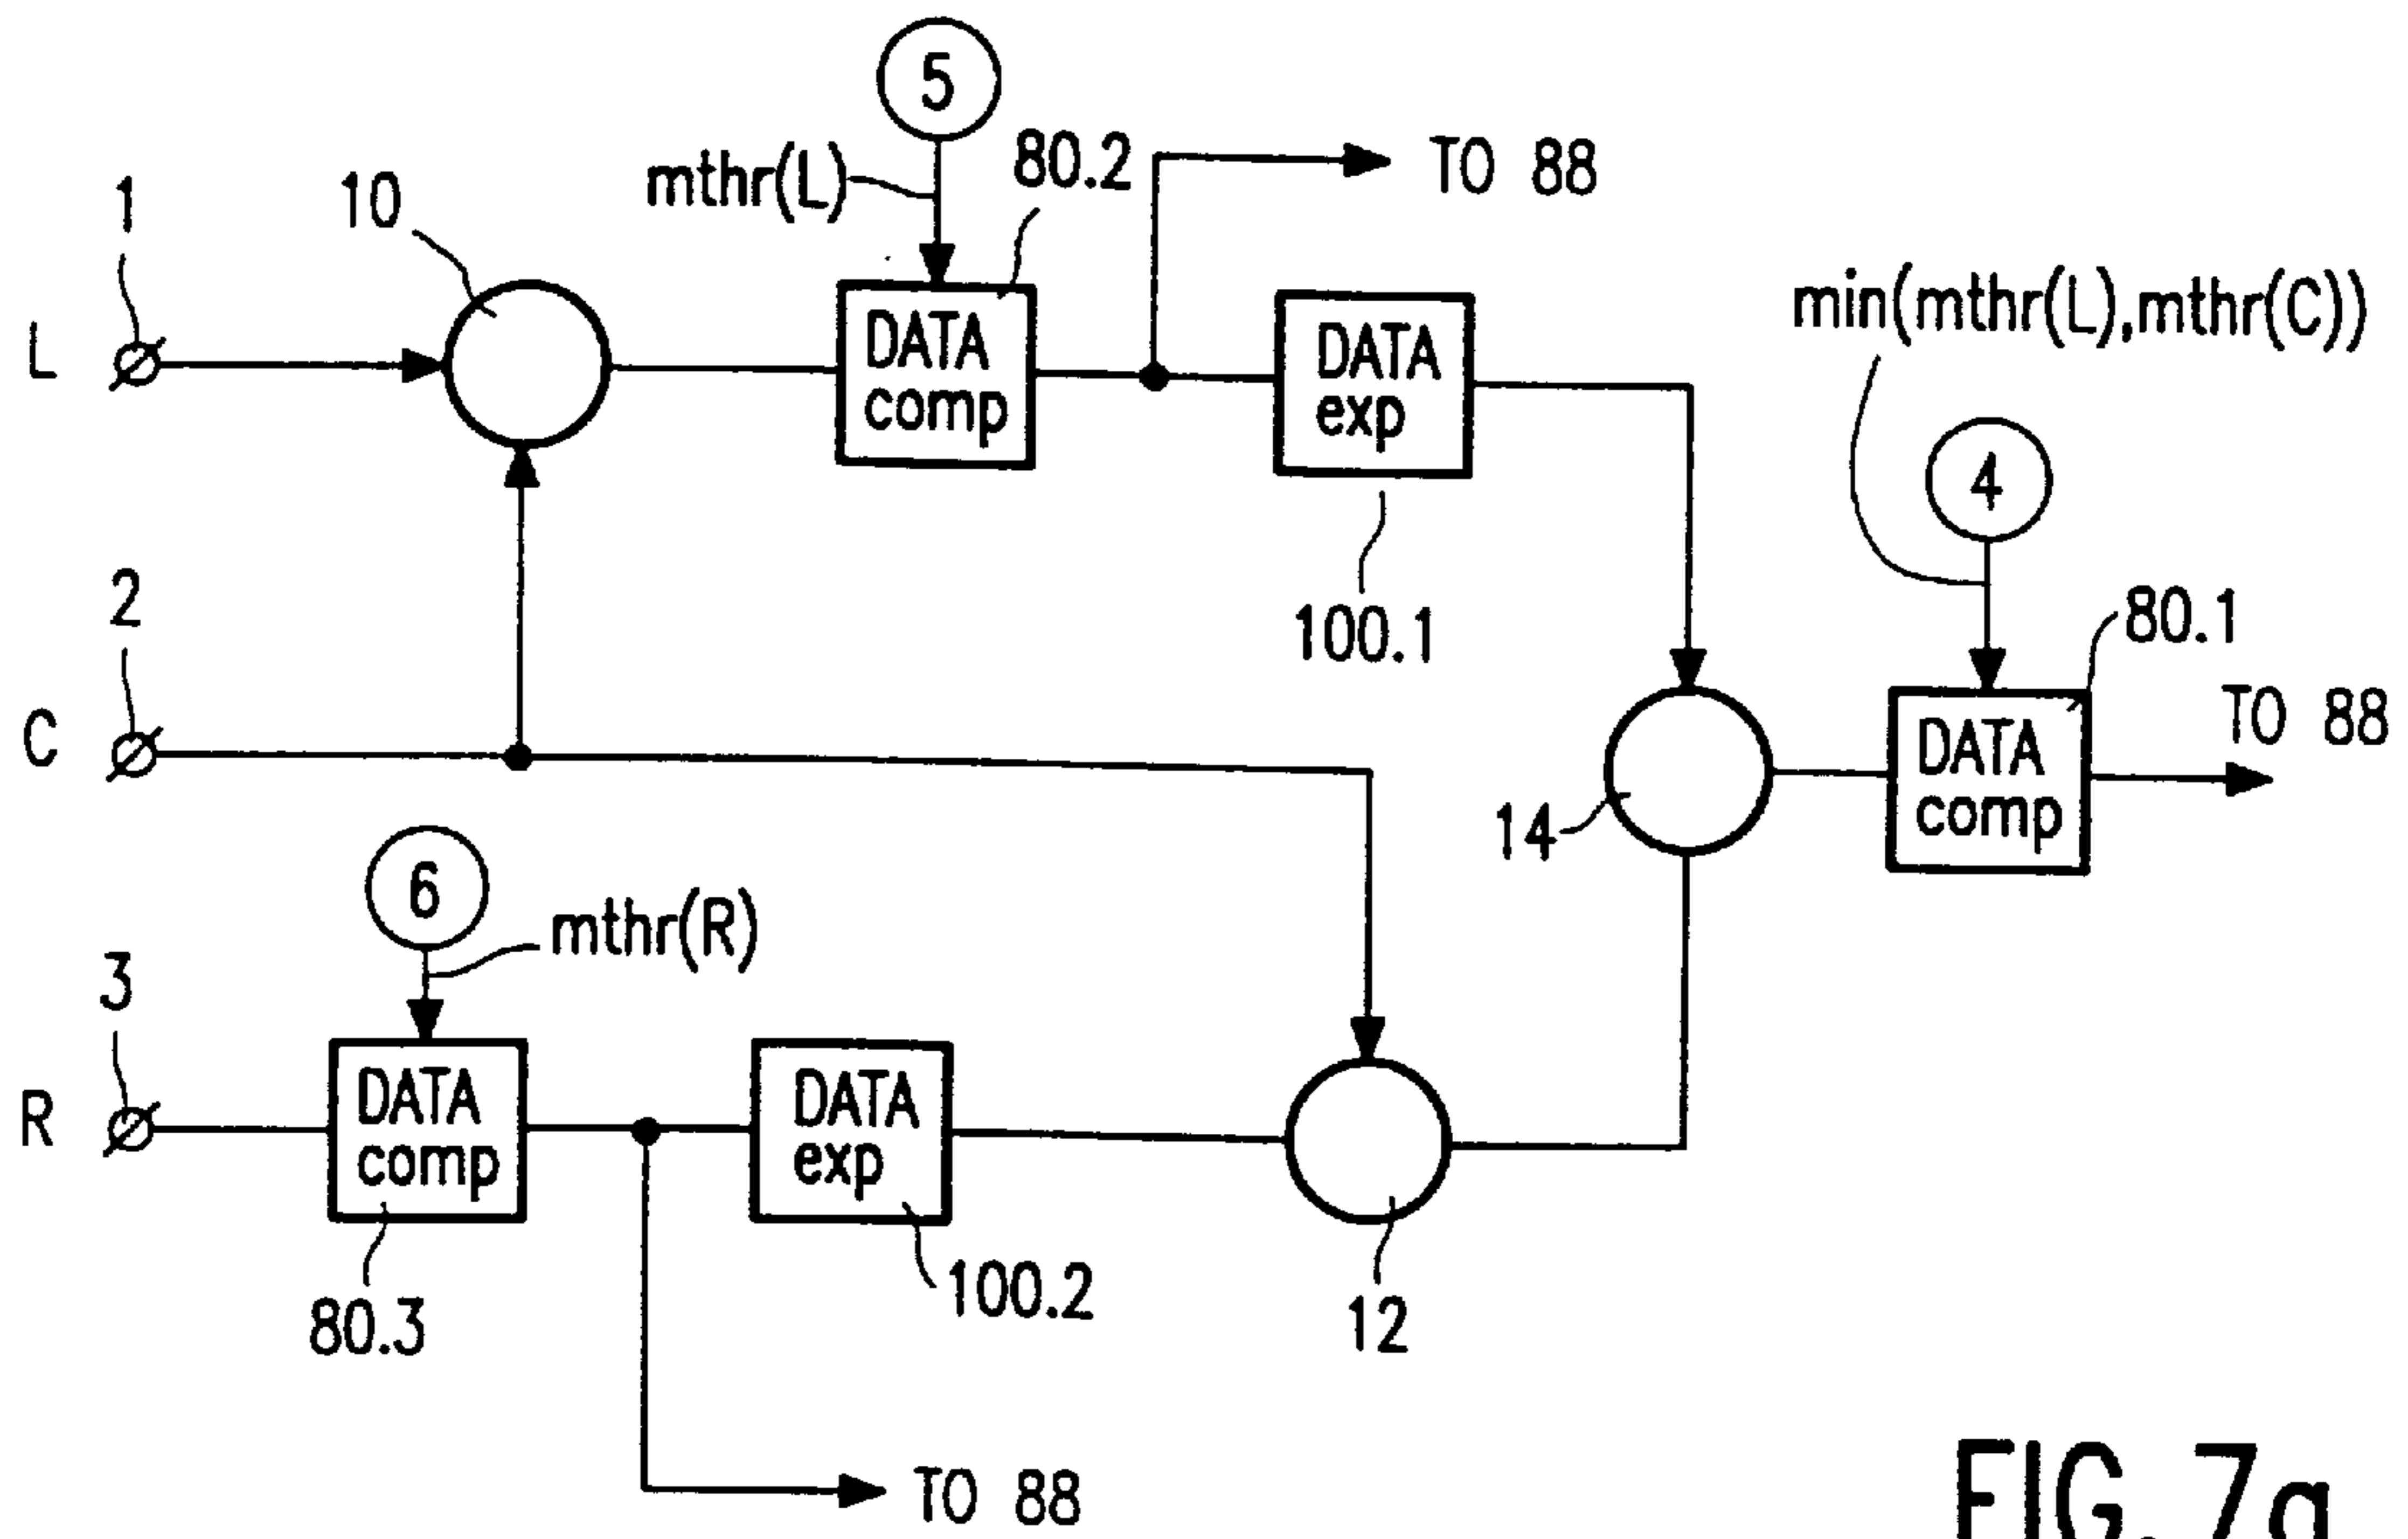 5
mthr(L)
80.2
TO 88
1
10
L
DATA
comp
DATA
exp
min(mthr(L),mthr(C))
4
100.1
80.1
2
C
TO 88
DATA
comp
14
6
mthr(R)
3
R
DATA
comp
DATA
exp
80.3
100.2
12
TO 88
FIG. 7a